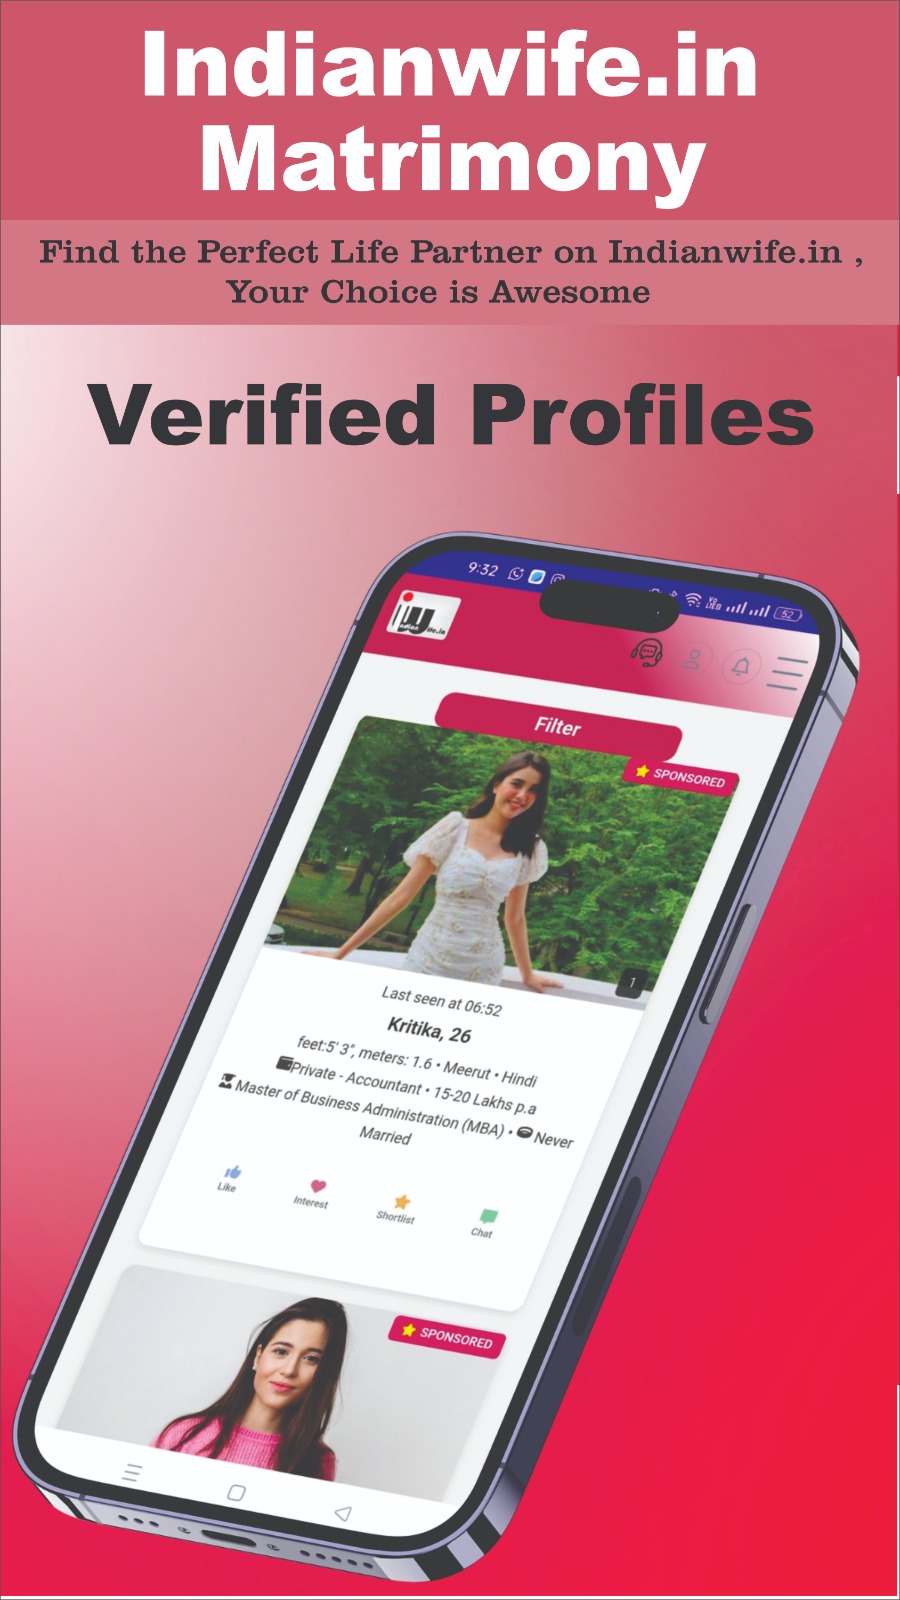 Indianwife.in
Matrimony
Find the Perfect Life Partner on Indianwife.in ,
Your Choice is Awesome
Verified Profiles
9:32
52
Filter
SPONSORED
1
Last seen at 06:52
Kritika, 26
feet:5' 3", meters: 1.6 • Meerut • Hindi
Private - Accountant • 15-20 Lakhs p.a
Master of Business Administration (MBA) • Never
Married
Like
Interest
Shortlist
Chat
SPONSORED